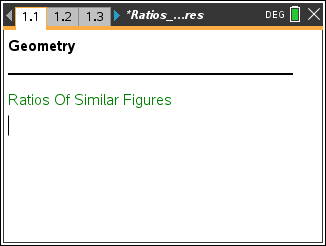 1.1 1.2 1.3 *Ratios_...res DEG
Geometry
Ratios Of Similar Figures